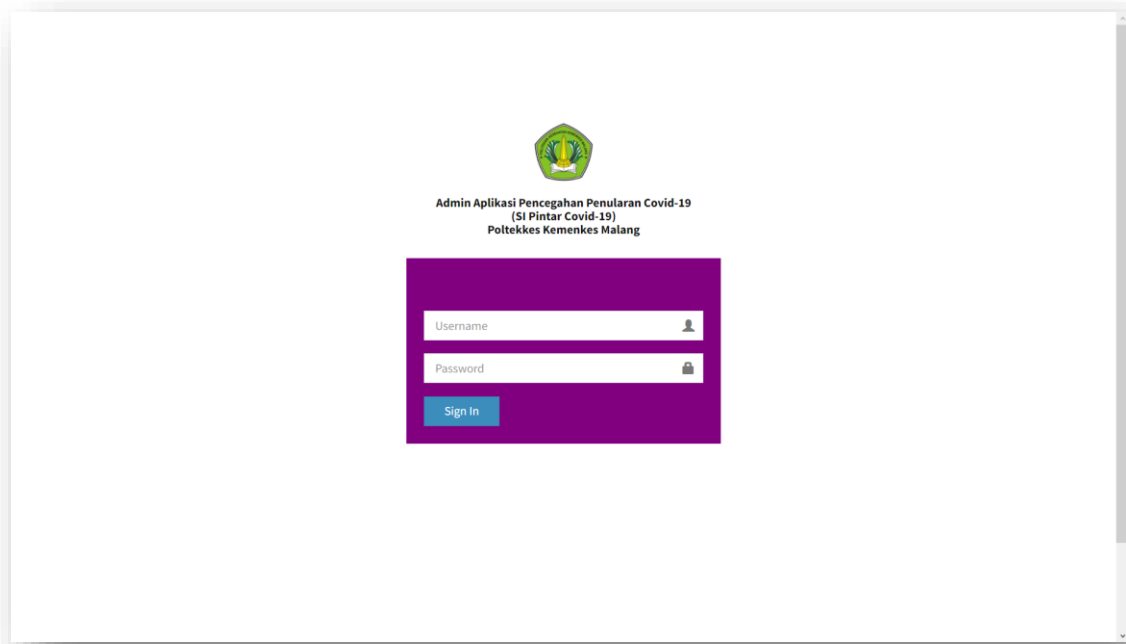 Admin Aplikasi Pencegahan Penularan Covid-19
(SI Pintar Covid-19)
Poltekkes Kemenkes Malang
Username
Password
Sign In